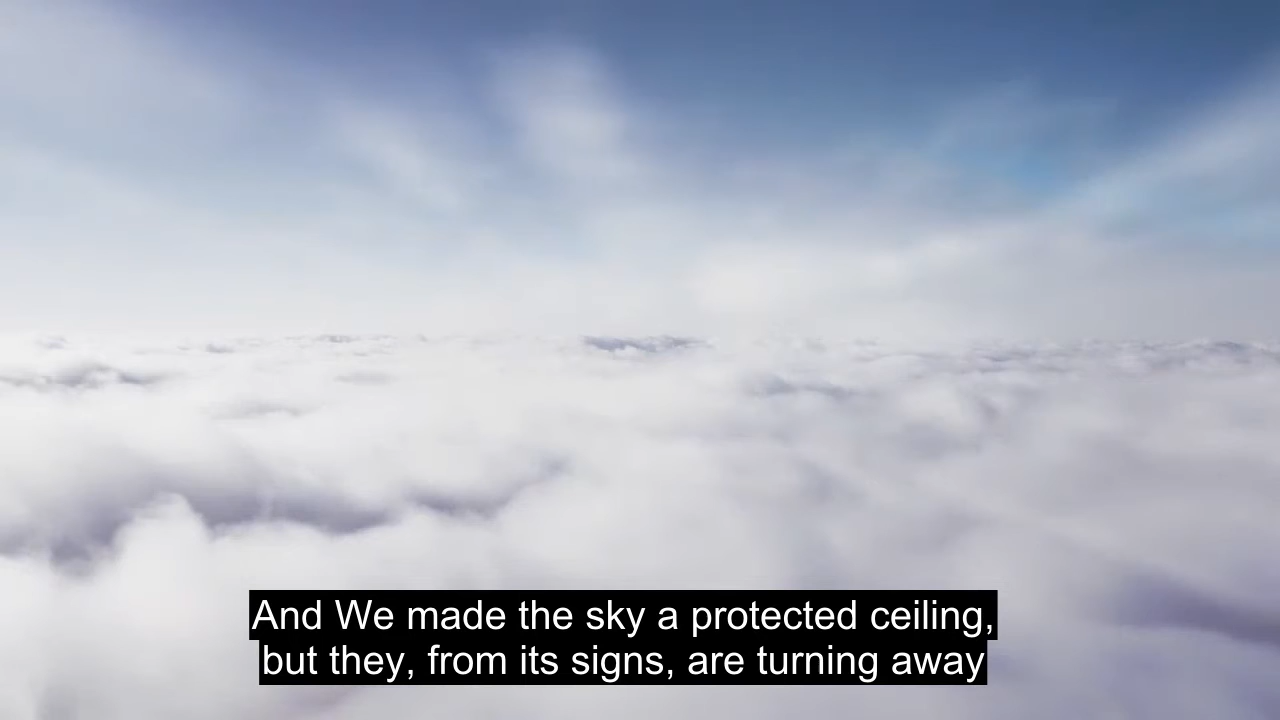 And We made the sky a protected ceiling,
but they, from its signs, are turning away